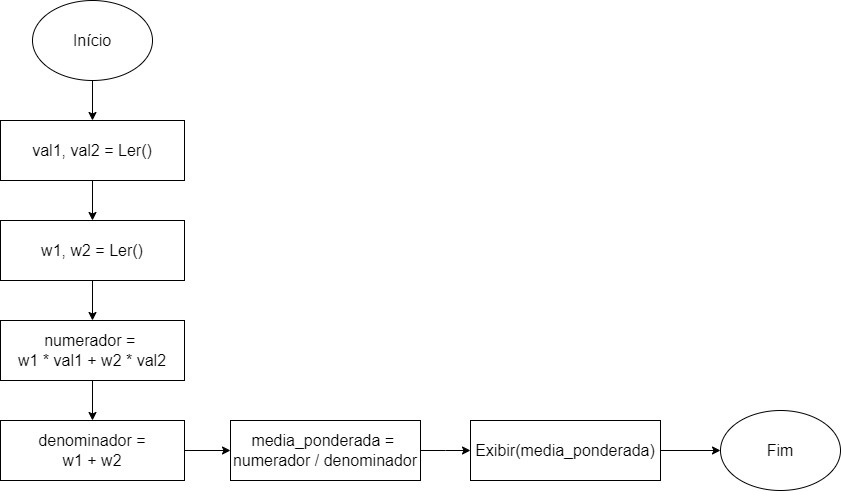 Início
val1, val2 = Ler()
w1, w2 = Ler()
numerador =
w1 * val1 + w2 * val2
denominador =
w1 + w2
media_ponderada =
numerador / denominador
Exibir(media_ponderada)
Fim